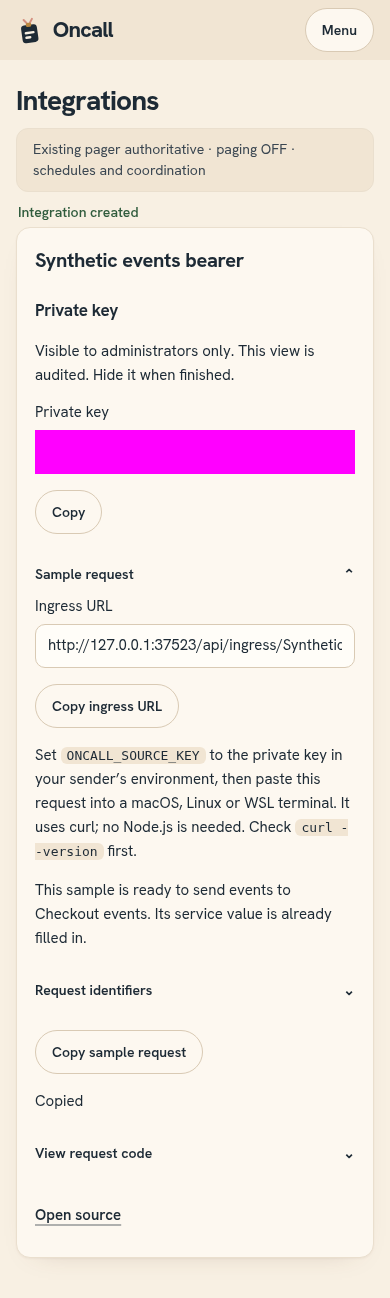 Oncall
Menu
Integrations
Existing pager authoritative · paging OFF ·
schedules and coordination
Integration created
Synthetic events bearer
Private key
Visible to administrators only. This view is
audited. Hide it when finished.
Private key
Copy
Sample request
Ingress URL
http://127.0.0.1:37523/api/ingress/Synthetic
Copy ingress URL
Set ONCALL_SOURCE_KEY to the private key in
your sender’s environment, then paste this
request into a macOS, Linux or WSL terminal. It
uses curl; no Node.js is needed. Check curl -
-version first.
This sample is ready to send events to
Checkout events. Its service value is already
filled in.
Request identifiers
Copy sample request
Copied
View request code
Open source